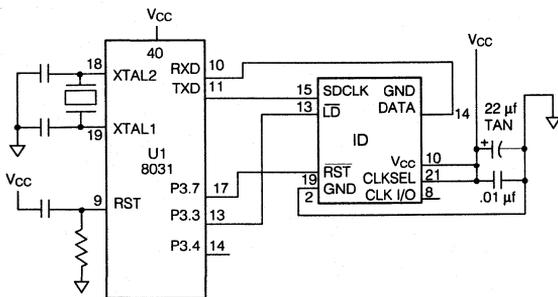 VCC
VCC
40
18
XTAL2
RXD
10
TXD
11
15
SDCLK
GND
13
LD
DATA
14
22 µf
TAN
+
19
XTAL1
ID
U1
8031
VCC
10
VCC
9
RST
P3.7
17
19
RST
CLKSEL
21
2
GND
CLK I/O
8
.01 µf
P3.3
13
P3.4
14